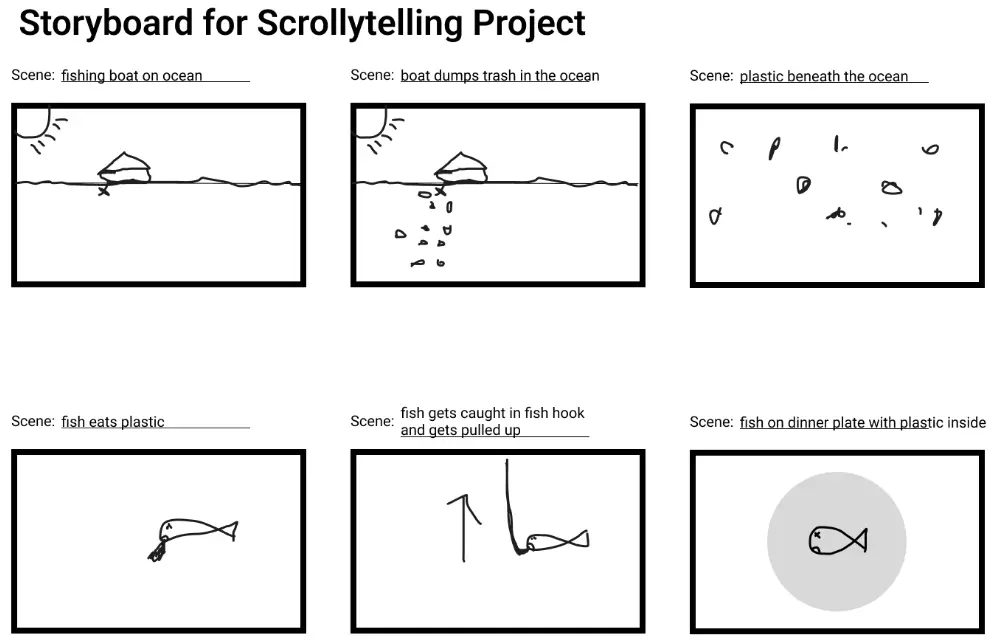 Storyboard for Scrollytelling Project
Scene: fishing boat on ocean
Scene: boat dumps trash in the ocean
Scene: plastic beneath the ocean
Scene: fish eats plastic
Scene: fish gets caught in fish hook
and gets pulled up
Scene: fish on dinner plate with plastic inside